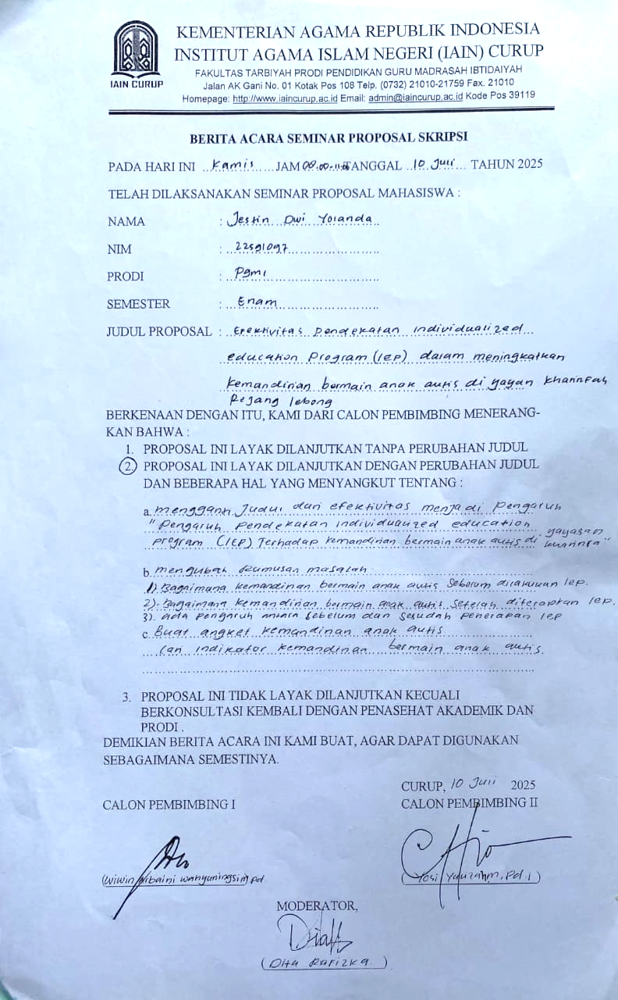 IAIN CURUP
KEMENTERIAN AGAMA REPUBLIK INDONESIA
INSTITUT AGAMA ISLAM NEGERI (IAIN) CURUP
FAKULTAS TARBIYAH PRODI PENDIDIKAN GURU MADRASAH IBTIDAIYAH
Jalan AK Gani No. 01 Kotak Pos 108 Telp. (0732) 21010-21759 Fax. 21010
Homepage: http://www.iaincurup.ac.id Email: admin@iaincurup.ac.id Kode Pos 39119
BERITA ACARA SEMINAR PROPOSAL SKRIPSI
PADA HARI INI Kamis JAM TANGGAL 10 Juli TAHUN 2025
TELAH DILAKSANAKAN SEMINAR PROPOSAL MAHASISWA :
NAMA : Jestin Dwi Yolanda
NIM : 22591097
PRODI : Pgmi
SEMESTER : Enam
JUDUL PROPOSAL : Efektivitas pendekatan individualized
education Program (IEP) dalam meningkatkan
kemandirian bermain anak autis di yayan
Rejang lebong
BERKENAAN DENGAN ITU, KAMI DARI CALON PEMBIMBING MENERANG-
KAN BAHWA :
1. PROPOSAL INI LAYAK DILANJUTKAN TANPA PERUBAHAN JUDUL
2. PROPOSAL INI LAYAK DILANJUTKAN DENGAN PERUBAHAN JUDUL
DAN BEBERAPA HAL YANG MENYANGKUT TENTANG :
a. mengganti Judul dari efektivitas menjadi pengaruh
"Pengaruh pendekatan individualized education
program (IEP) Terhadap kemandirian bermain anak autis di yayasan
b. mengubah Rumusan masalah
1). Bagaimana kemandirian bermain anak autis sebelum dilakukan iep.
2). Bagaimana kemandirian bermain anak autis setelah diterapkan iep.
3). Ada pengaruh antara sebelum dan sesudah penerapan iep
c. Buat angket kemandirian anak autis
Cari Indikator kemandirian bermain anak autis.
3. PROPOSAL INI TIDAK LAYAK DILANJUTKAN KECUALI
BERKONSULTASI KEMBALI DENGAN PENASEHAT AKADEMIK DAN
PRODI .
DEMIKIAN BERITA ACARA INI KAMI BUAT, AGAR DAPAT DIGUNAKAN
SEBAGAIMANA SEMESTINYA.
CURUP, 10 Juli 2025
CALON PEMBIMBING I
CALON PEMBIMBING II
(Wiwin Arbaini Wahyuningsih M.pd
(Yosi M.Pd.I)
MODERATOR,
(Dita Rarizka)